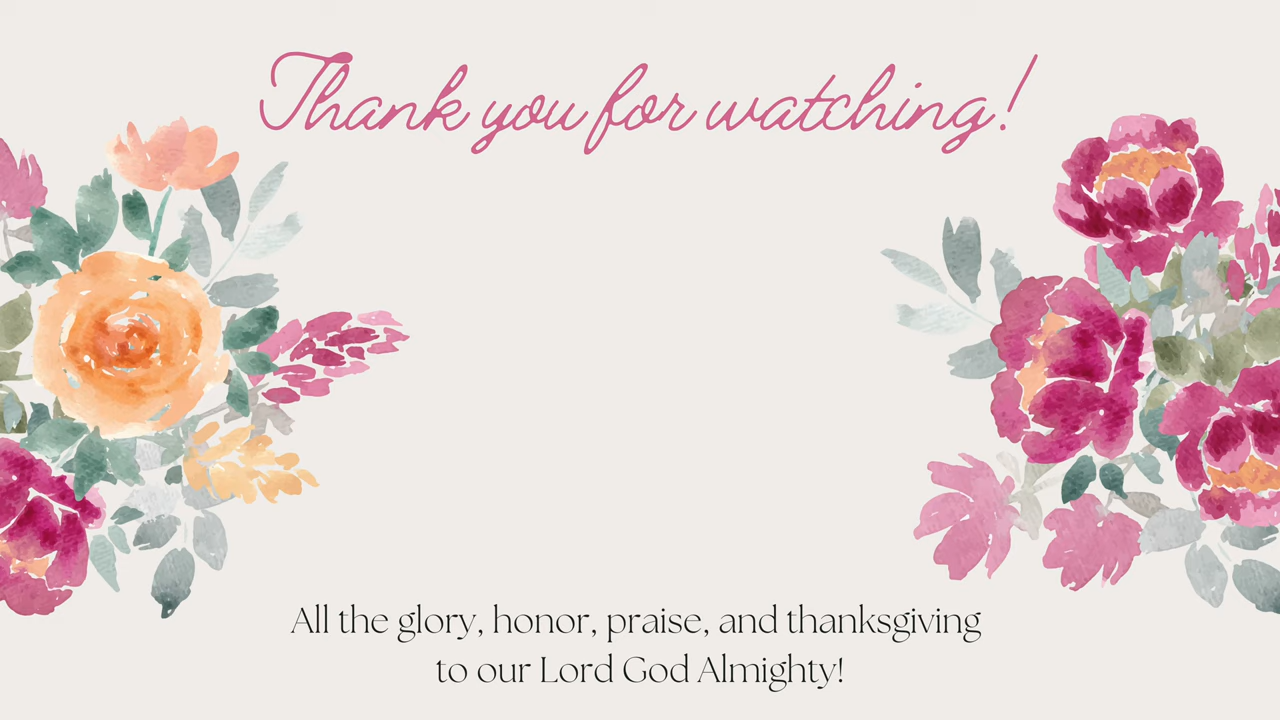 Thank you for watching!
All the glory, honor, praise, and thanksgiving
to our Lord God Almighty!